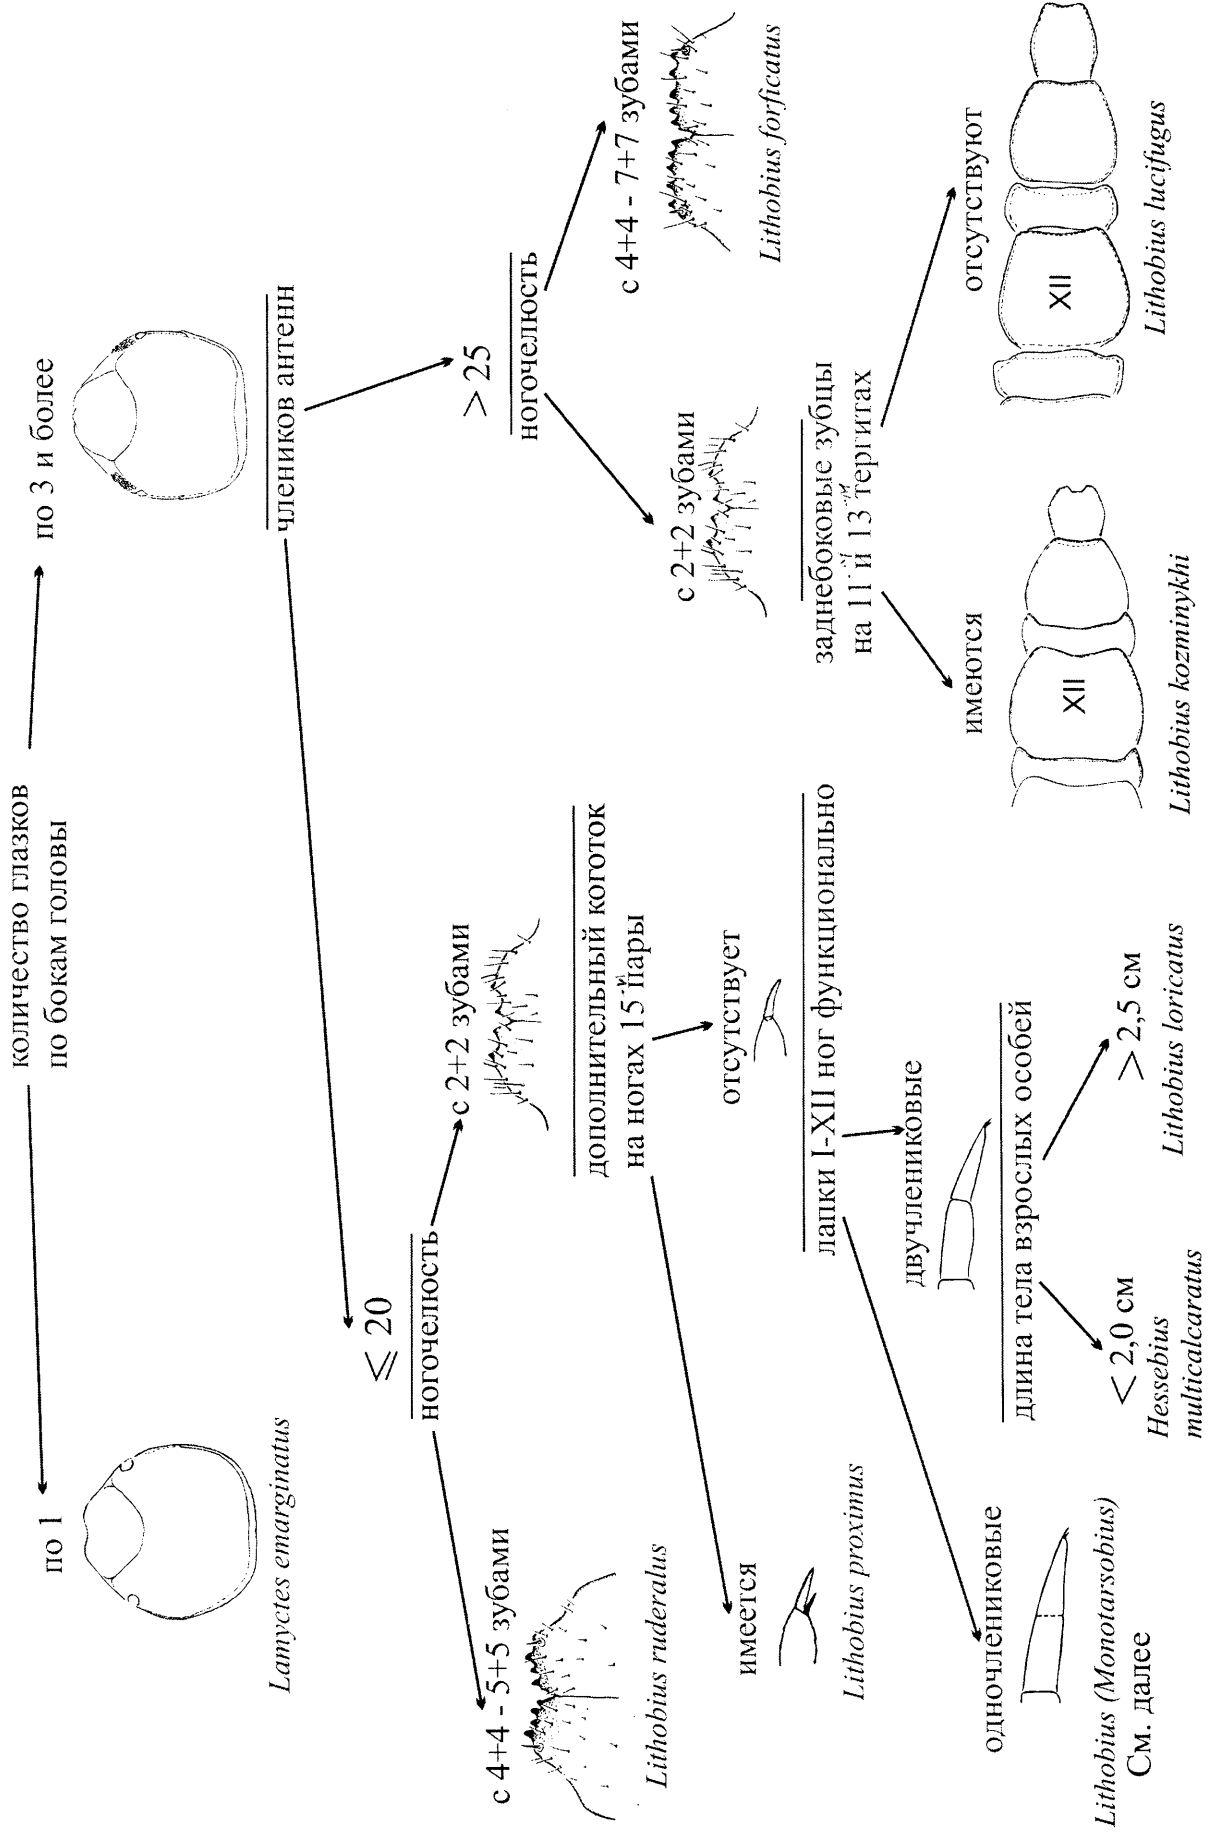 количество глазков
по бокам головы
по 1
Lamyctes emarginatus
по 3 и более
члеников антенн
≤ 20
ногочелюсть
с 4+4 - 5+5 зубами
Lithobius ruderalus
с 2+2 зубами
дополнительный коготок
на ногах 15-й пары
имеется
Lithobius proximus
отсутствует
лапки I-XII ног функционально
одночлениковые
Lithobius (Monotarsobius)
См. далее
двучлениковые
длина тела взрослых особей
< 2,0 см
Hessebius
multicalcaratus
> 2,5 см
Lithobius loricatus
> 25
ногочелюсть
с 2+2 зубами
заднебоковые зубцы
на 11-й и 13-м тергитах
имеются
XII
Lithobius kozminykhi
отсутствуют
XII
Lithobius lucifugus
с 4+4 - 7+7 зубами
Lithobius forficatus